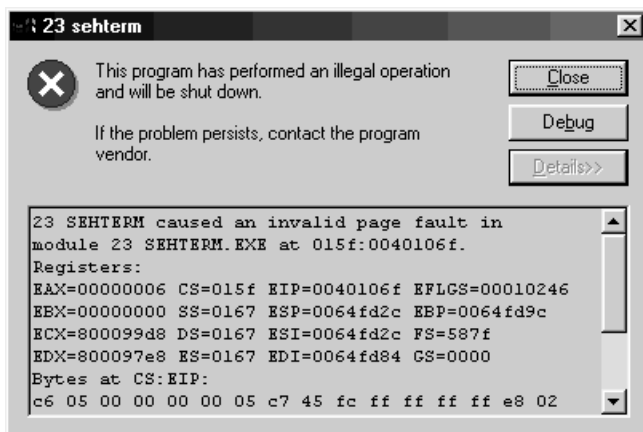 23 sehterm
This program has performed an illegal operation
and will be shut down.
If the problem persists, contact the program
vendor.
Close
Debug
Details>>
23 SEHTERM caused an invalid page fault in
module 23 SEHTERM.EXE at 015f:0040106f.
Registers:
EAX=00000006 CS=015f EIP=0040106f EFLGS=00010246
EBX=00000000 SS=0167 ESP=0064fd2c EBP=0064fd9c
ECX=800099d8 DS=0167 ESI=0064fd2c FS=587f
EDX=800097e8 ES=0167 EDI=0064fd84 GS=0000
Bytes at CS:EIP:
c6 05 00 00 00 00 05 c7 45 fc ff ff ff ff e8 02